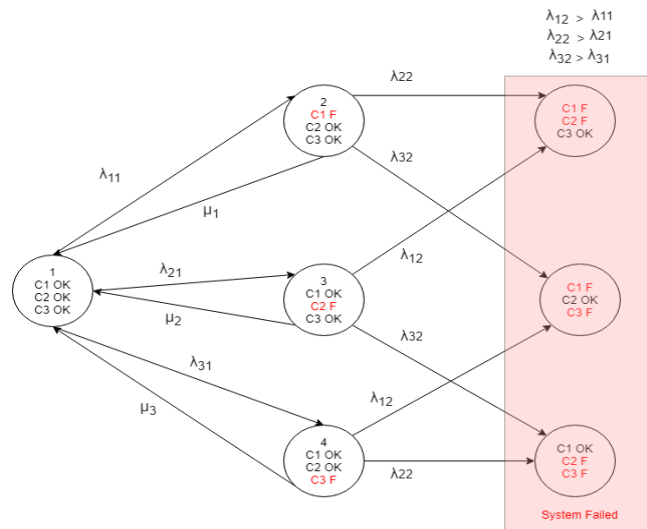 λ12 > λ11
λ22 > λ21
λ32 > λ31
λ22
2
C1 F
C2 OK
C3 OK
C1 F
C2 F
C3 OK
λ11
λ32
μ1
λ12
1
C1 OK
C2 OK
C3 OK
λ21
μ2
3
C1 OK
C2 F
C3 OK
C1 F
C2 OK
C3 F
λ32
λ31
λ12
μ3
4
C1 OK
C2 OK
C3 F
λ22
C1 OK
C2 F
C3 F
System Failed